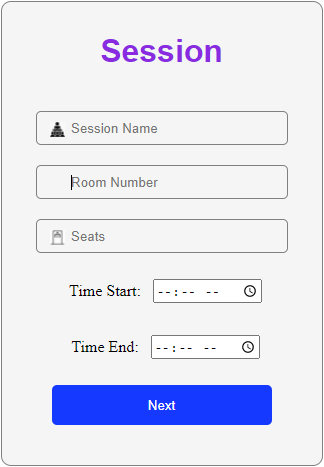 Session
Session Name
Room Number
Seats
Time Start: --:-- --
Time End: --:-- --
Next